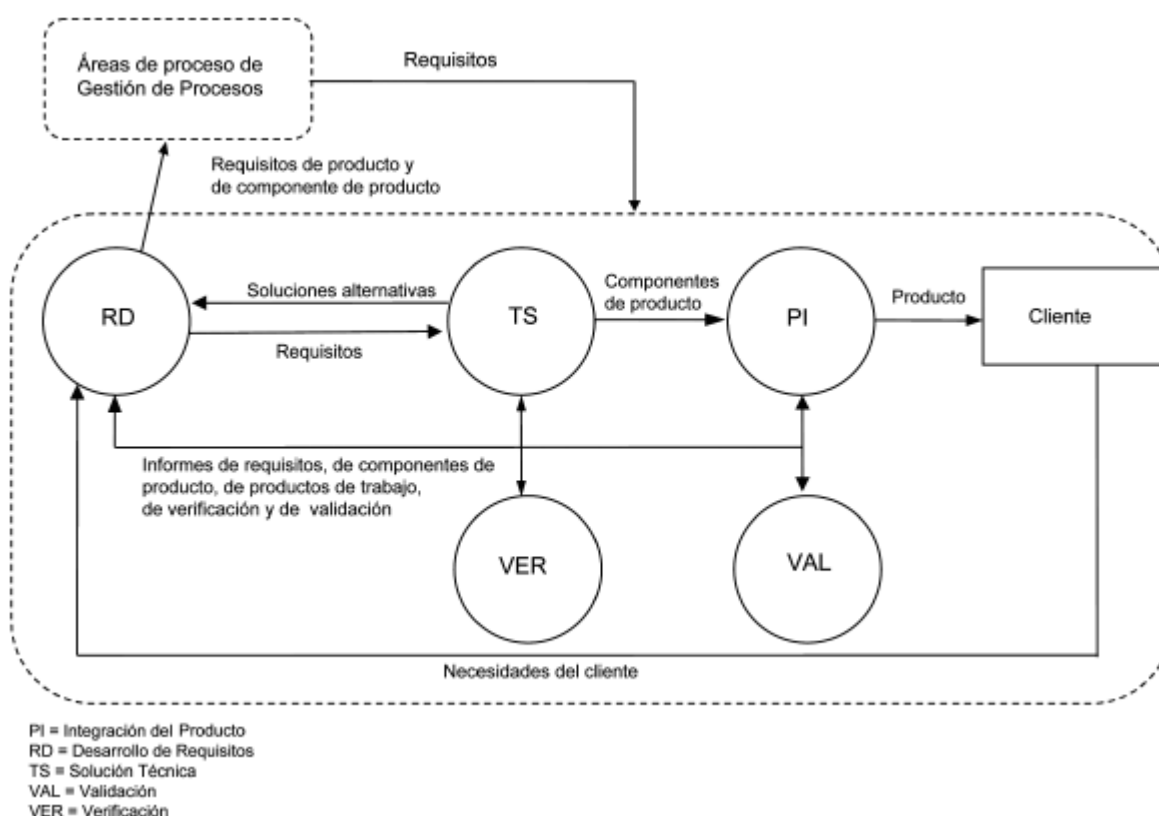 Áreas de proceso de
Gestión de Procesos
Requisitos
Requisitos de producto y
de componente de producto
RD
Soluciones alternativas
Requisitos
TS
Componentes
de producto
PI
Producto
Cliente
Informes de requisitos, de componentes de
producto, de productos de trabajo,
de verificación y de validación
VER
VAL
Necesidades del cliente
PI = Integración del Producto
RD = Desarrollo de Requisitos
TS = Solución Técnica
VAL = Validación
VER = Verificación